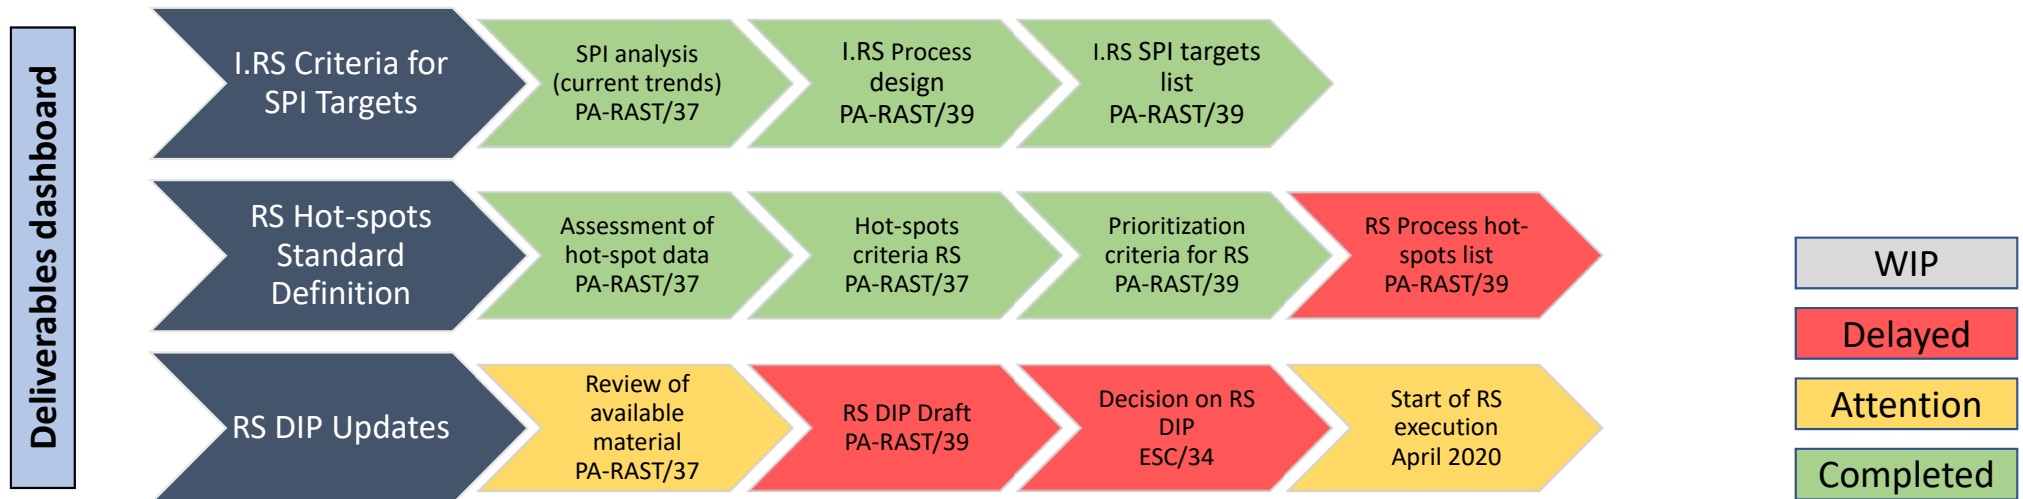 Deliverables dashboard
I.RS Criteria for
SPI Targets
SPI analysis
(current trends)
PA-RAST/37
I.RS Process
design
PA-RAST/39
I.RS SPI targets
list
PA-RAST/39
RS Hot-spots
Standard
Definition
Assessment of
hot-spot data
PA-RAST/37
Hot-spots
criteria RS
PA-RAST/37
Prioritization
criteria for RS
PA-RAST/39
RS Process hot-
spots list
PA-RAST/39
RS DIP Updates
Review of
available
material
PA-RAST/37
RS DIP Draft
PA-RAST/39
Decision on RS
DIP
ESC/34
Start of RS
execution
April 2020
WIP
Delayed
Attention
Completed